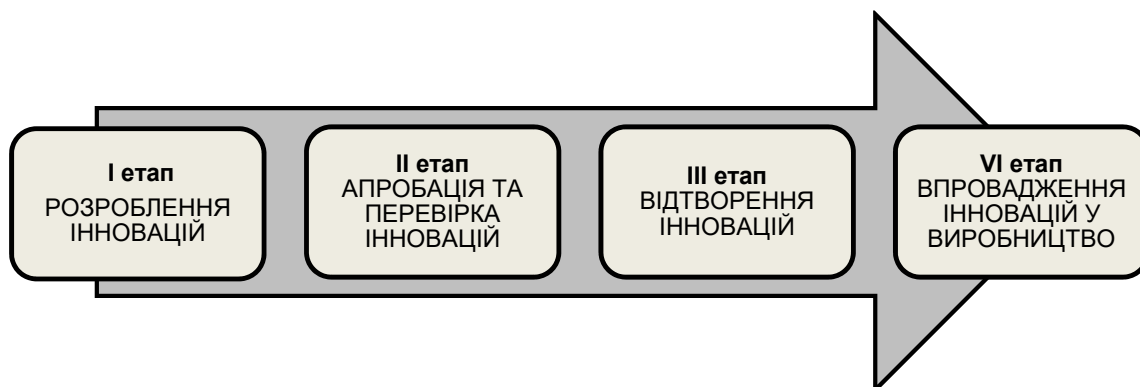 I етап
РОЗРОБЛЕННЯ
ІННОВАЦІЙ
II етап
АПРОБАЦІЯ ТА
ПЕРЕВІРКА
ІННОВАЦІЙ
III етап
ВІДТВОРЕННЯ
ІННОВАЦІЙ
VI етап
ВПРОВАДЖЕННЯ
ІННОВАЦІЙ У
ВИРОБНИЦТВО